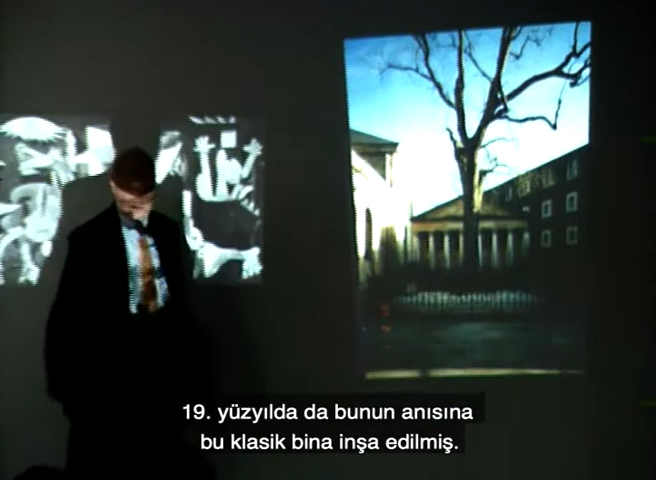 19. yüzyılda da bunun anısına
bu klasik bina inşa edilmiş.